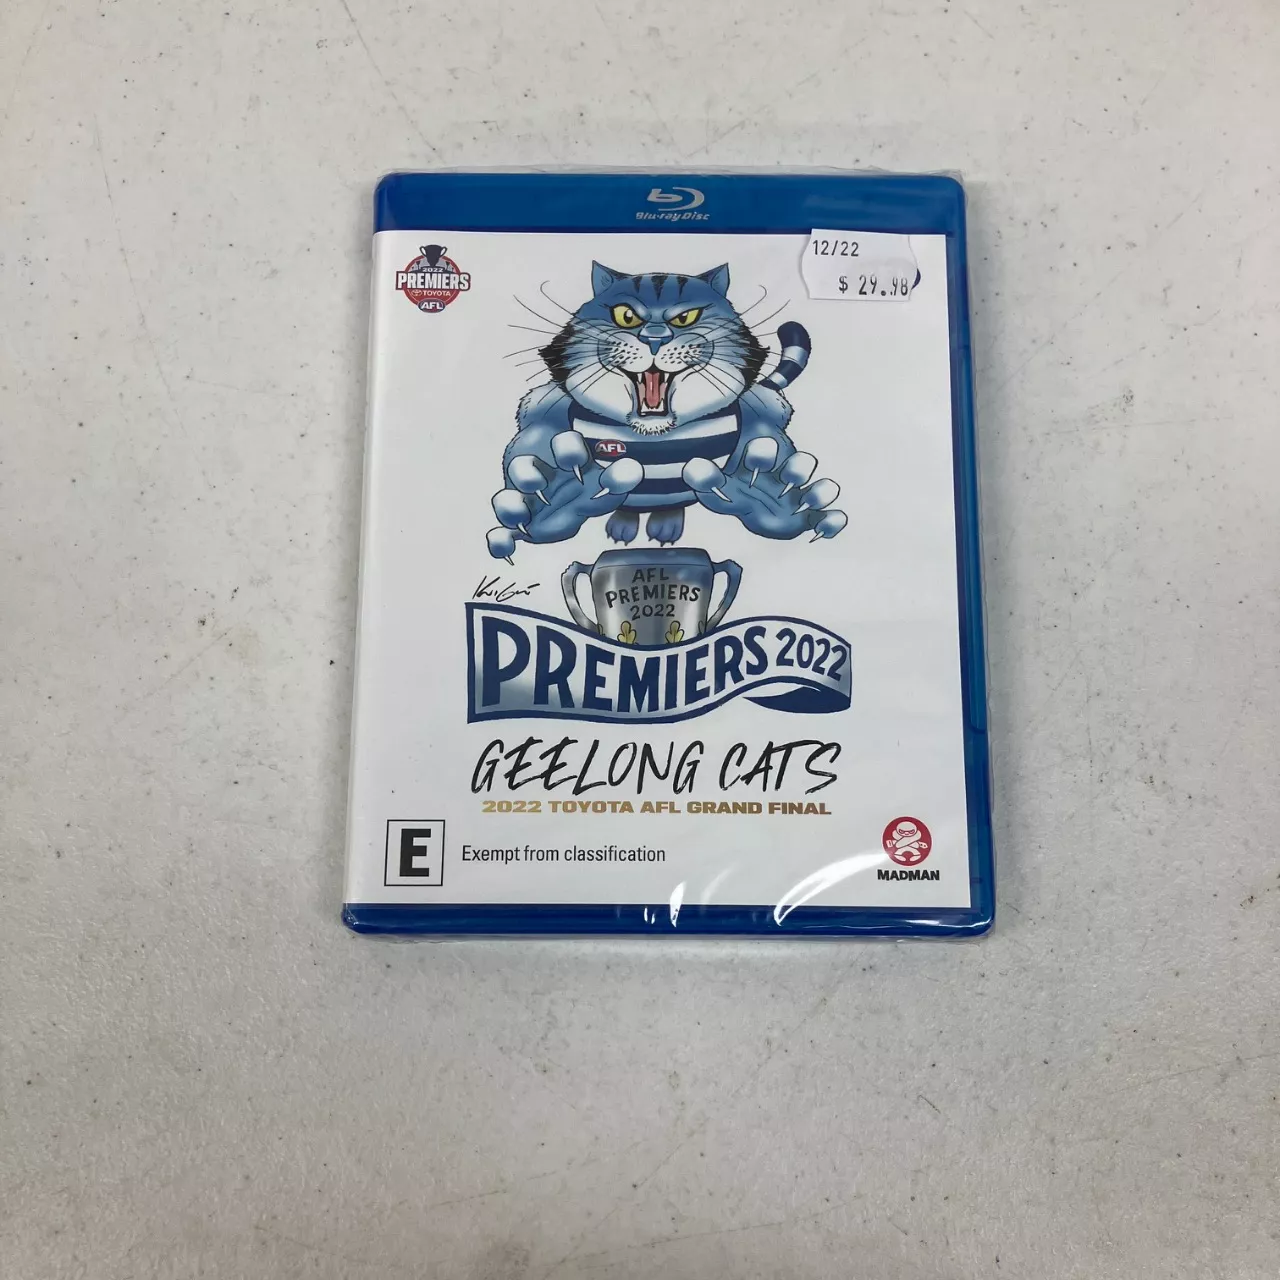 Blu-ray Disc
12/22
$ 29.98
2022
PREMIERS
TOYOTA
AFL
AFL
AFL
PREMIERS
2022
PREMIERS 2022
GEELONG CATS
2022 TOYOTA AFL GRAND FINAL
E Exempt from classification
MADMAN